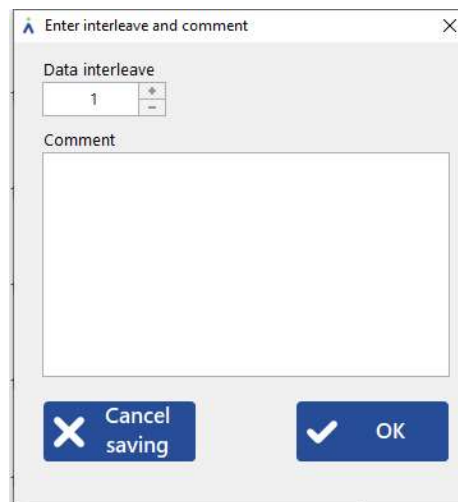 Enter interleave and comment
Data interleave
1
Comment
Cancel
saving
OK